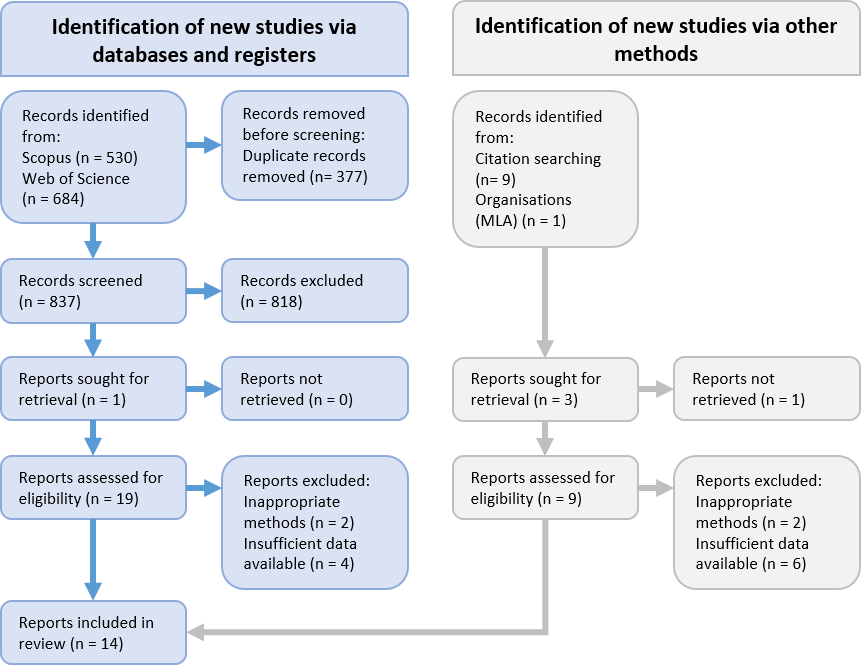 Identification of new studies via
databases and registers
Records identified
from:
Scopus (n = 530)
Web of Science
(n = 684)
Records removed
before screening:
Duplicate records
removed (n= 377)
Records screened
(n = 837)
Records excluded
(n = 818)
Reports sought for
retrieval (n = 1)
Reports not
retrieved (n = 0)
Reports assessed for
eligibility (n = 19)
Reports excluded:
Inappropriate
methods (n = 2)
Insufficient data
available (n = 4)
Reports included in
review (n = 14)
Identification of new studies via other
methods
Records identified
from:
Citation searching
(n= 9)
Organisations
(MLA) (n = 1)
Reports sought for
retrieval (n = 3)
Reports not
retrieved (n = 1)
Reports assessed for
eligibility (n = 9)
Reports excluded:
Inappropriate
methods (n = 2)
Insufficient data
available (n = 6)